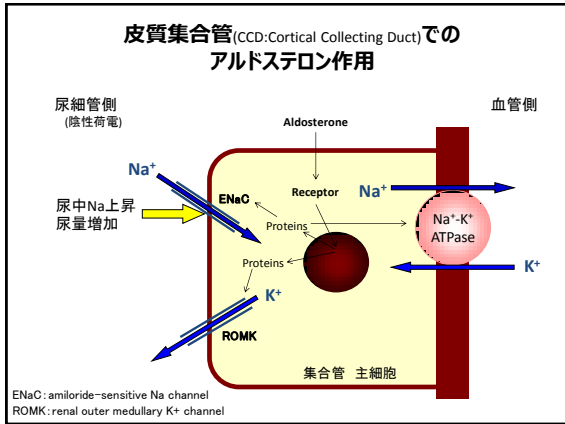 皮質集合管(CCD:Cortical Collecting Duct)での
アルドステロン作用
尿細管側
(陰性荷電)
血管側
Aldosterone
Na⁺
ENaC
Receptor
Na⁺
尿中Na上昇
尿量増加
Proteins
Na⁺-K⁺
ATPase
Proteins
K⁺
K⁺
ROMK
集合管 主細胞
ENaC：amiloride-sensitive Na channel
ROMK：renal outer medullary K+ channel